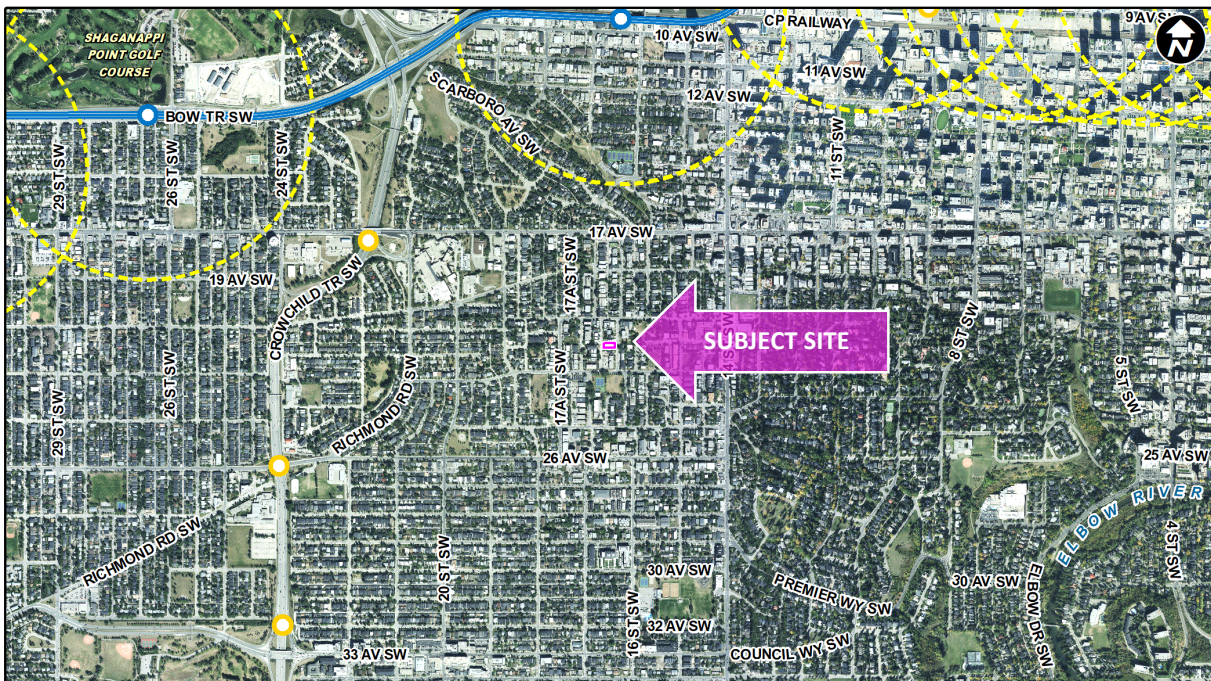 SHAGANAPPI
POINT GOLF
COURSE
CP RAILWAY
9 AV SW
N
10 AV SW
11 AV SW
12 AV SW
SCARBORO AV SW
BOW TR SW
29 ST SW
26 ST SW
24 ST SW
11 ST SW
17 AV SW
19 AV SW
CROWCHILD TR SW
17A ST SW
SUBJECT SITE
8 ST SW
5 ST SW
29 ST SW
26 ST SW
RICHMOND RD SW
17A ST SW
26 AV SW
25 AV SW
ELBOW RIVER
RICHMOND RD SW
20 ST SW
30 AV SW
PREMIER WY SW
30 AV SW
ELBOW DR SW
4 ST SW
16 ST SW
32 AV SW
33 AV SW
COUNCIL WY SW